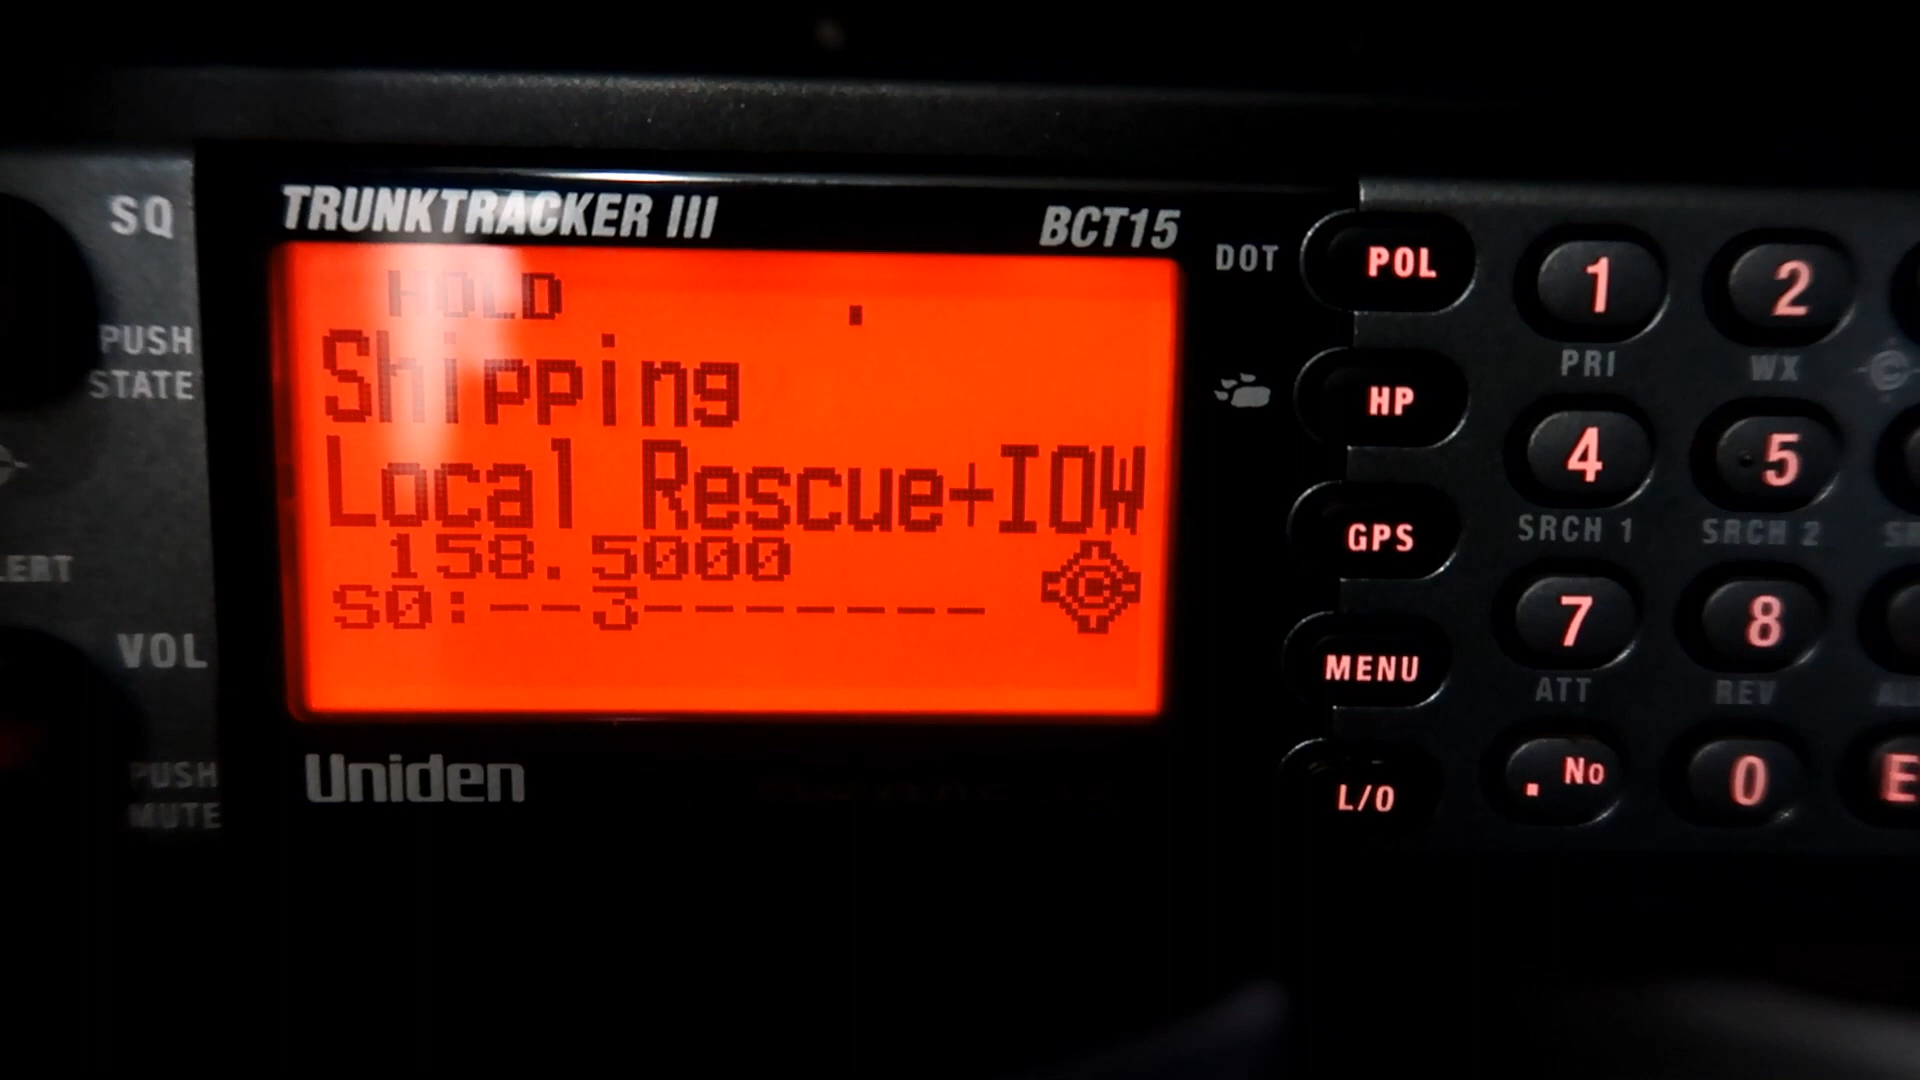 TRUNKTRACKER III
BCT15
HOLD
Shipping
Local Rescue+IOW
158.5000
S0:--3-------
C
Uniden
SQ
PUSH
STATE
VOL
PUSH
MUTE
DOT
POL
HP
GPS
MENU
L/O
1
2
PRI
WX
4
5
SRCH 1
SRCH 2
7
8
ATT
REV
. No
0
E